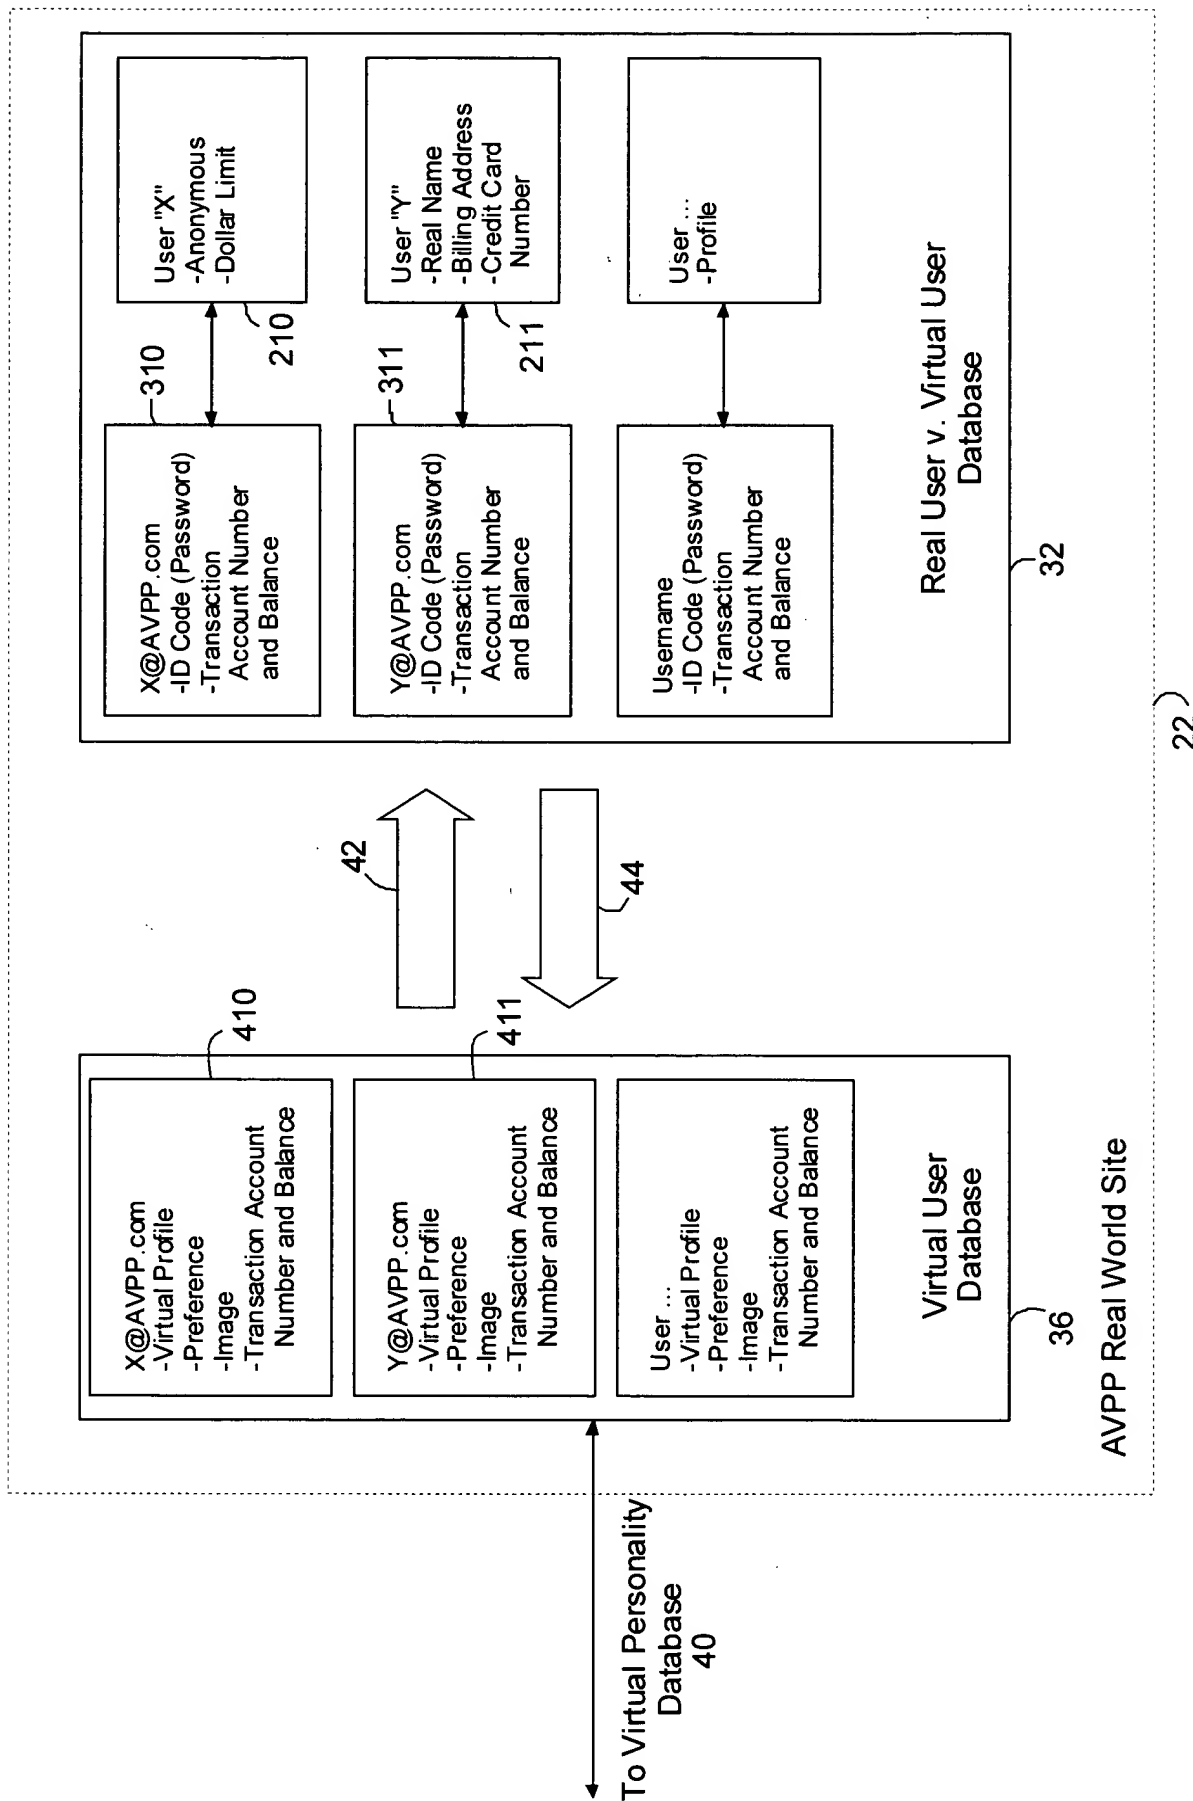 X@AVPP.com
-Virtual Profile
-Preference
-Image
-Transaction Account
Number and Balance
410
Y@AVPP.com
-Virtual Profile
-Preference
-Image
-Transaction Account
Number and Balance
411
User ...
-Virtual Profile
-Preference
-Image
-Transaction Account
Number and Balance
Virtual User
Database
36
To Virtual Personality
Database
40
42
44
X@AVPP.com
-ID Code (Password)
-Transaction
Account Number
and Balance
310
User "X"
-Anonymous
-Dollar Limit
210
Y@AVPP.com
-ID Code (Password)
-Transaction
Account Number
and Balance
311
User "Y"
-Real Name
-Billing Address
-Credit Card
Number
211
Username
-ID Code (Password)
-Transaction
Account Number
and Balance
User ...
-Profile
Real User v. Virtual User
Database
32
AVPP Real World Site
22